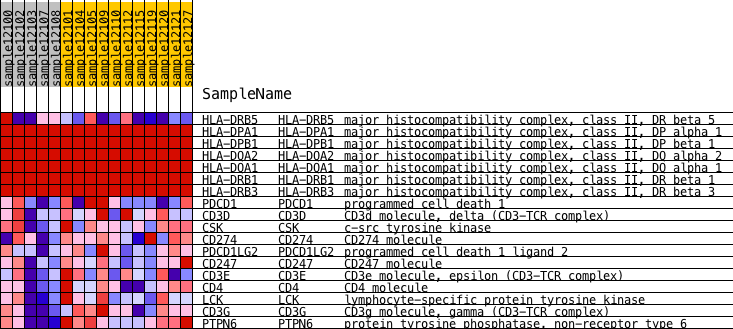 sample12100
sample12102
sample12103
sample12107
sample12108
sample12101
sample12104
sample12105
sample12109
sample12110
sample12112
sample12115
sample12119
sample12120
sample12121
sample12127
SampleName
HLA−DRB5 HLA−DRB5 major histocompatibility complex, class II, DR beta 5
HLA−DPA1 HLA−DPA1 major histocompatibility complex, class II, DP alpha 1
HLA−DPB1 HLA−DPB1 major histocompatibility complex, class II, DP beta 1
HLA−DQA2 HLA−DQA2 major histocompatibility complex, class II, DQ alpha 2
HLA−DQA1 HLA−DQA1 major histocompatibility complex, class II, DQ alpha 1
HLA−DRB1 HLA−DRB1 major histocompatibility complex, class II, DR beta 1
HLA−DRB3 HLA−DRB3 major histocompatibility complex, class II, DR beta 3
PDCD1 PDCD1 programmed cell death 1
CD3D CD3D CD3d molecule, delta (CD3−TCR complex)
CSK CSK c−src tyrosine kinase
CD274 CD274 CD274 molecule
PDCD1LG2 PDCD1LG2 programmed cell death 1 ligand 2
CD247 CD247 CD247 molecule
CD3E CD3E CD3e molecule, epsilon (CD3−TCR complex)
CD4 CD4 CD4 molecule
LCK LCK lymphocyte−specific protein tyrosine kinase
CD3G CD3G CD3g molecule, gamma (CD3−TCR complex)
PTPN6 PTPN6 protein tyrosine phosphatase, non−receptor type 6